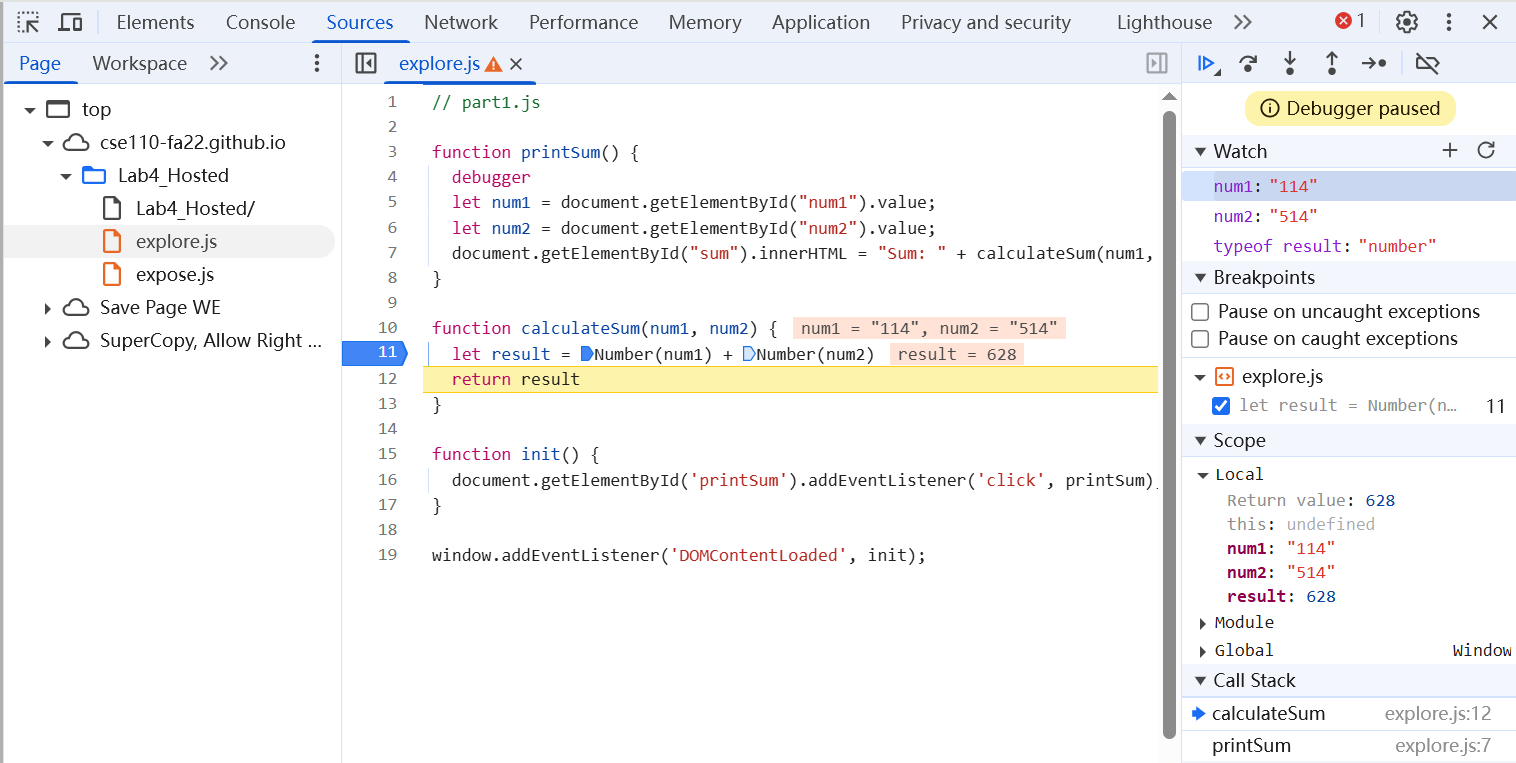 Elements Console Sources Network Performance Memory Application Privacy and security Lighthouse 1
Page Workspace
top
cse110-fa22.github.io
Lab4_Hosted
Lab4_Hosted/
explore.js
expose.js
Save Page WE
SuperCopy, Allow Right ...
explore.js
1 // part1.js
2
3 function printSum() {
4 debugger
5 let num1 = document.getElementById("num1").value;
6 let num2 = document.getElementById("num2").value;
7 document.getElementById("sum").innerHTML = "Sum: " + calculateSum(num1,
8 }
9
10 function calculateSum(num1, num2) { num1 = "114", num2 = "514"
11 let result = Number(num1) + Number(num2) result = 628
12 return result
13 }
14
15 function init() {
16 document.getElementById('printSum').addEventListener('click', printSum)
17 }
18
19 window.addEventListener('DOMContentLoaded', init);
Debugger paused
Watch
num1: "114"
num2: "514"
typeof result: "number"
Breakpoints
Pause on uncaught exceptions
Pause on caught exceptions
explore.js
let result = Number(n… 11
Scope
Local
Return value: 628
this: undefined
num1: "114"
num2: "514"
result: 628
Module
Global Window
Call Stack
calculateSum explore.js:12
printSum explore.js:7